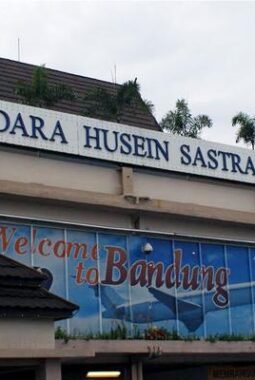 DARA HUSEIN SASTRA
Welcome
to Bandung